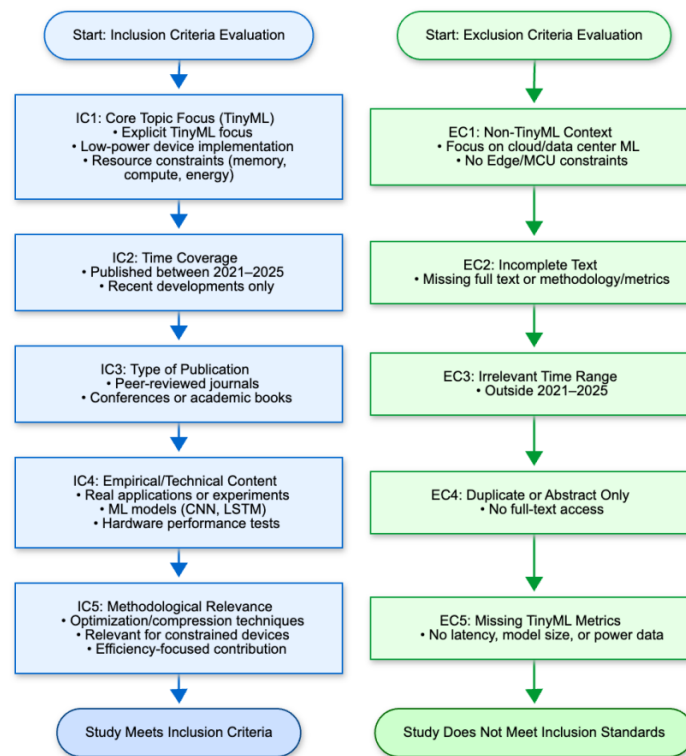 Start: Inclusion Criteria Evaluation
IC1: Core Topic Focus (TinyML)
• Explicit TinyML focus
• Low-power device implementation
• Resource constraints (memory,
compute, energy)
IC2: Time Coverage
• Published between 2021–2025
• Recent developments only
IC3: Type of Publication
• Peer-reviewed journals
• Conferences or academic books
IC4: Empirical/Technical Content
• Real applications or experiments
• ML models (CNN, LSTM)
• Hardware performance tests
IC5: Methodological Relevance
• Optimization/compression techniques
• Relevant for constrained devices
• Efficiency-focused contribution
Study Meets Inclusion Criteria
Start: Exclusion Criteria Evaluation
EC1: Non-TinyML Context
• Focus on cloud/data center ML
• No Edge/MCU constraints
EC2: Incomplete Text
• Missing full text or methodology/metrics
EC3: Irrelevant Time Range
• Outside 2021–2025
EC4: Duplicate or Abstract Only
• No full-text access
EC5: Missing TinyML Metrics
• No latency, model size, or power data
Study Does Not Meet Inclusion Standards